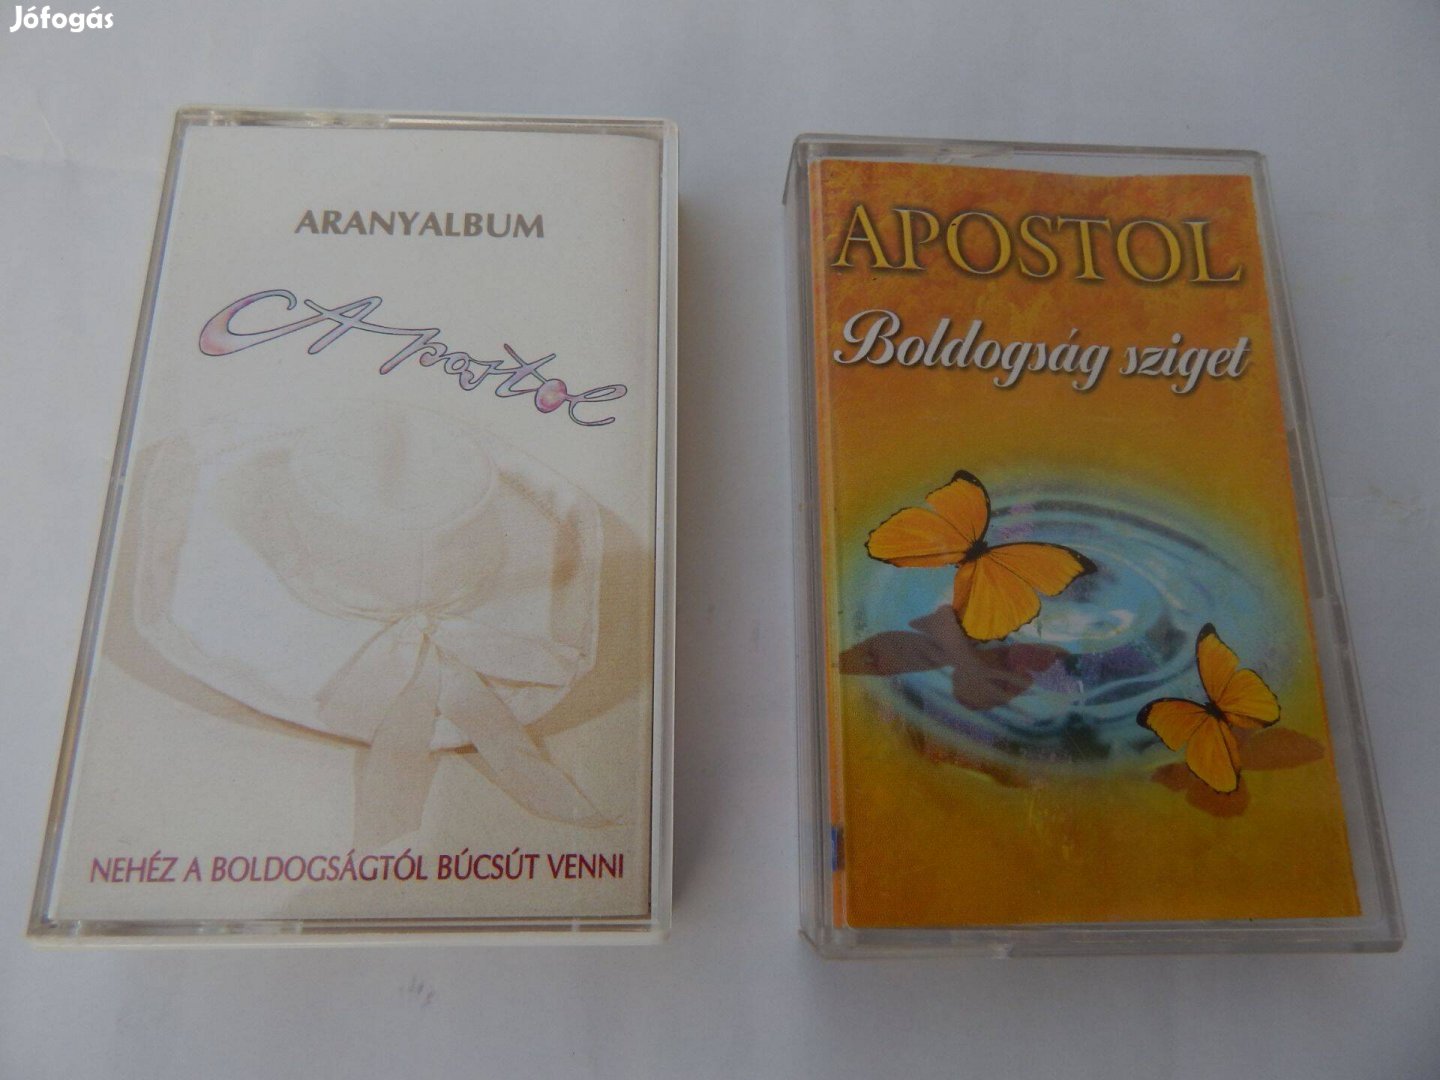 Jófogás
ARANYALBUM
Apostol
NEHÉZ A BOLDOGSÁGTÓL BÚCSÚT VENNI
APOSTOL
Boldogság sziget